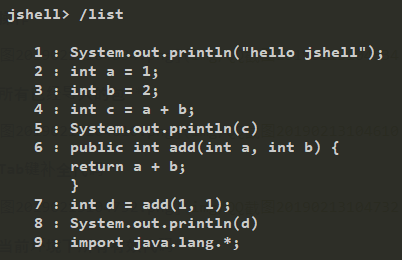 jshell> /list
1 : System.out.println("hello jshell");
2 : int a = 1;
3 : int b = 2;
4 : int c = a + b;
5 : System.out.println(c)
6 : public int add(int a, int b) {
return a + b;
}
7 : int d = add(1, 1);
8 : System.out.println(d)
9 : import java.lang.*;